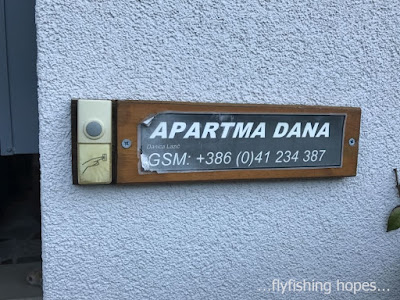 APARTMA DANA
GSM: +386 (0)41 234 387
...flyfishing hopes...